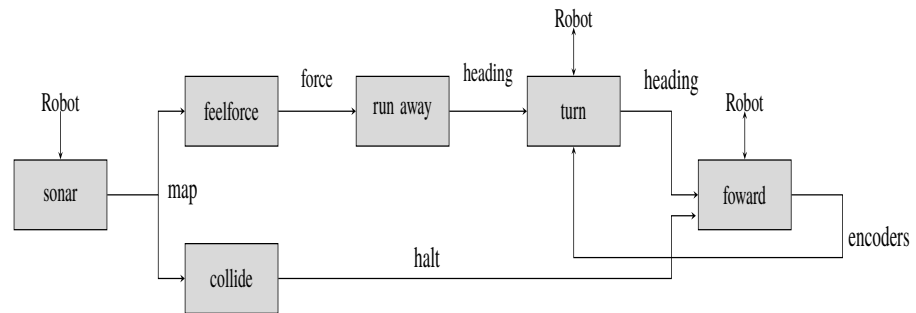 Robot
Robot
Robot
force
heading
heading
feelforce
run away
turn
sonar
map
foward
collide
halt
encoders